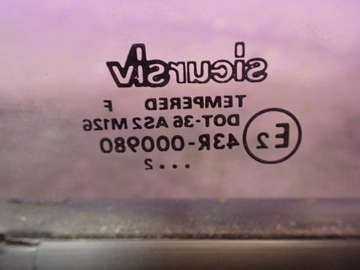 sicursiv
TEMPERED F
DOT-36 AS2 M126
E2 43R-000980
...2